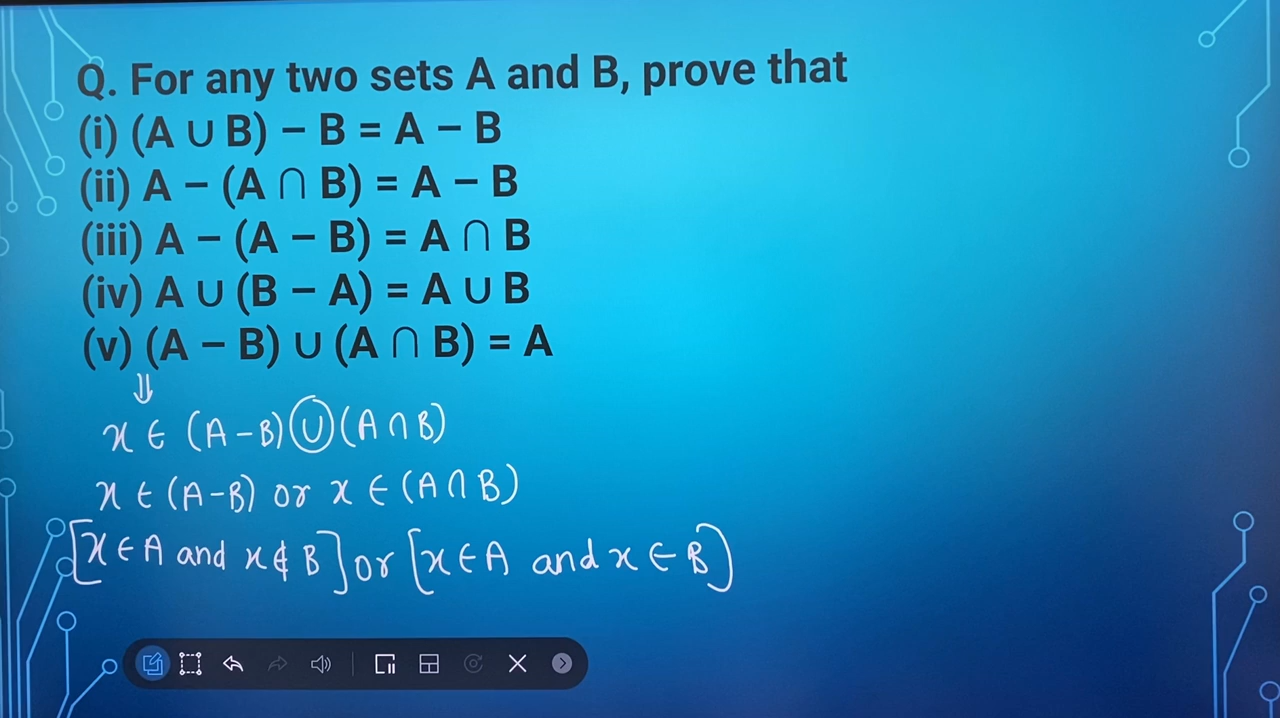 Q. For any two sets A and B, prove that
(i) (A ∪ B) – B = A – B
(ii) A – (A ∩ B) = A – B
(iii) A – (A – B) = A ∩ B
(iv) A ∪ (B – A) = A ∪ B
(v) (A – B) ∪ (A ∩ B) = A
⇓
x ∈ (A – B) ∪ (A ∩ B)
x ∈ (A – B) or x ∈ (A ∩ B)
[x ∈ A and x ∉ B] or [x ∈ A and x ∈ B]